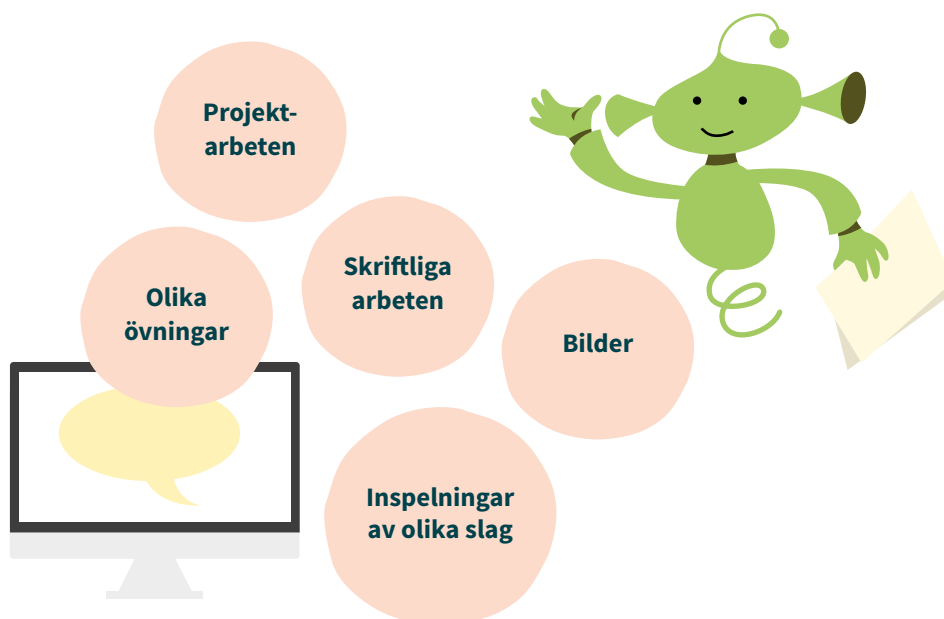 Projekt-
arbeten
Skriftliga
arbeten
Olika
övningar
Bilder
Inspelningar
av olika slag